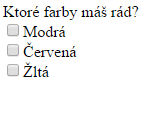 Ktoré farby máš rád?
Modrá
Červená
Žltá